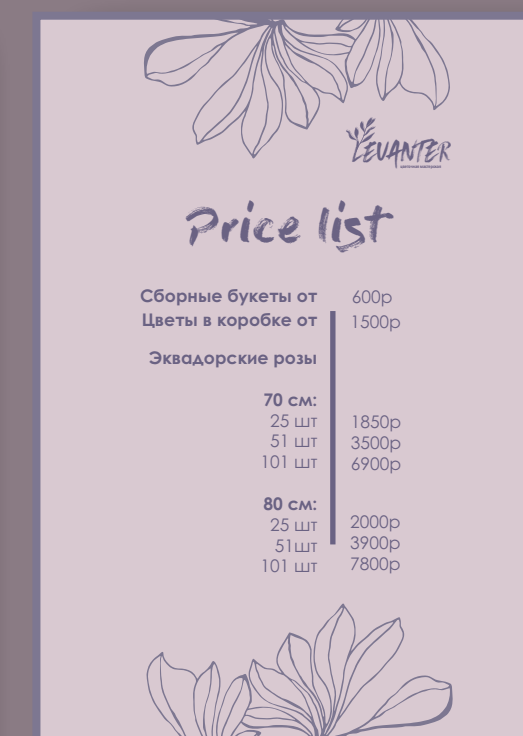 LEVANTER
Price list
Сборные букеты от 600р
Цветы в коробке от 1500р
Эквадорские розы
70 см:
25 шт 1850р
51 шт 3500р
101 шт 6900р
80 см:
25 шт 2000р
51шт 3900р
101 шт 7800р